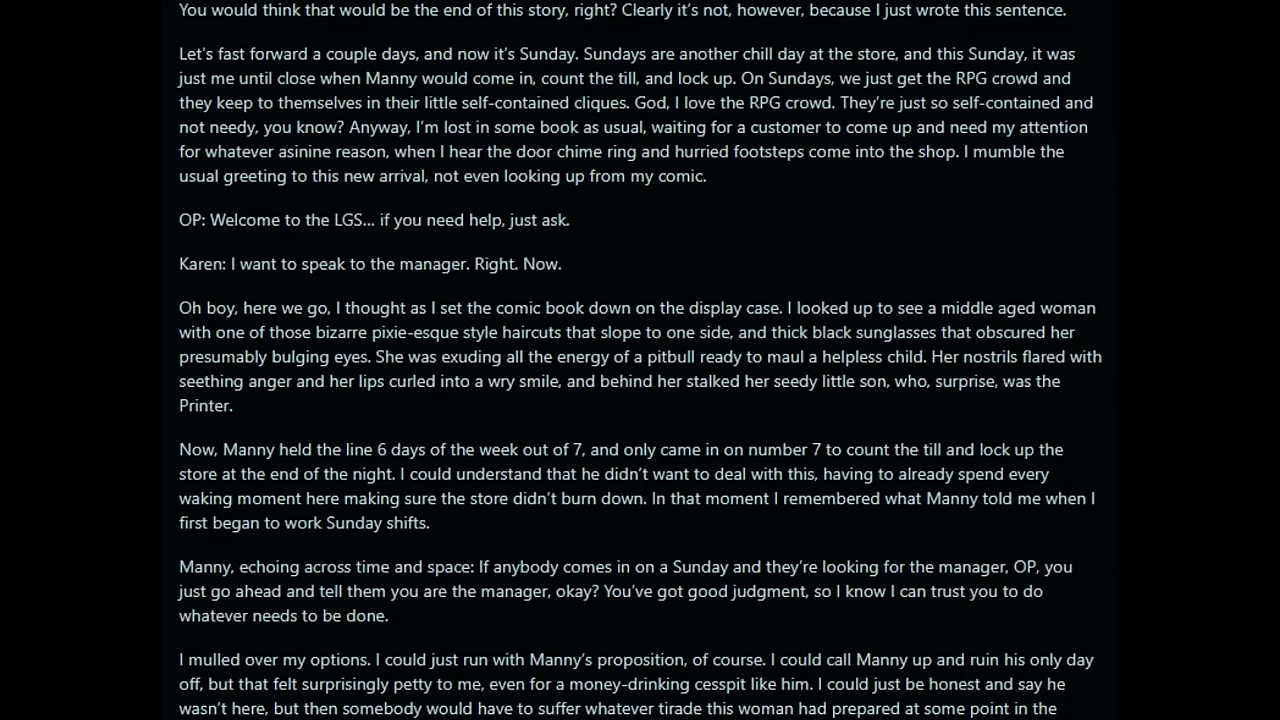 You would think that would be the end of this story, right? Clearly it’s not, however, because I just wrote this sentence.
Let’s fast forward a couple days, and now it’s Sunday. Sundays are another chill day at the store, and this Sunday, it was
just me until close when Manny would come in, count the till, and lock up. On Sundays, we just get the RPG crowd and
they keep to themselves in their little self-contained cliques. God, I love the RPG crowd. They’re just so self-contained and
not needy, you know? Anyway, I’m lost in some book as usual, waiting for a customer to come up and need my attention
for whatever asinine reason, when I hear the door chime ring and hurried footsteps come into the shop. I mumble the
usual greeting to this new arrival, not even looking up from my comic.
OP: Welcome to the LGS... if you need help, just ask.
Karen: I want to speak to the manager. Right. Now.
Oh boy, here we go, I thought as I set the comic book down on the display case. I looked up to see a middle aged woman
with one of those bizarre pixie-esque style haircuts that slope to one side, and thick black sunglasses that obscured her
presumably bulging eyes. She was exuding all the energy of a pitbull ready to maul a helpless child. Her nostrils flared with
seething anger and her lips curled into a wry smile, and behind her stalked her seedy little son, who, surprise, was the
Printer.
Now, Manny held the line 6 days of the week out of 7, and only came in on number 7 to count the till and lock up the
store at the end of the night. I could understand that he didn’t want to deal with this, having to already spend every
waking moment here making sure the store didn’t burn down. In that moment I remembered what Manny told me when I
first began to work Sunday shifts.
Manny, echoing across time and space: If anybody comes in on a Sunday and they’re looking for the manager, OP, you
just go ahead and tell them you are the manager, okay? You’ve got good judgment, so I know I can trust you to do
whatever needs to be done.
I mulled over my options. I could just run with Manny’s proposition, of course. I could call Manny up and ruin his only day
off, but that felt surprisingly petty to me, even for a money-drinking cesspit like him. I could just be honest and say he
wasn’t here, but then somebody would have to suffer whatever tirade this woman had prepared at some point in the